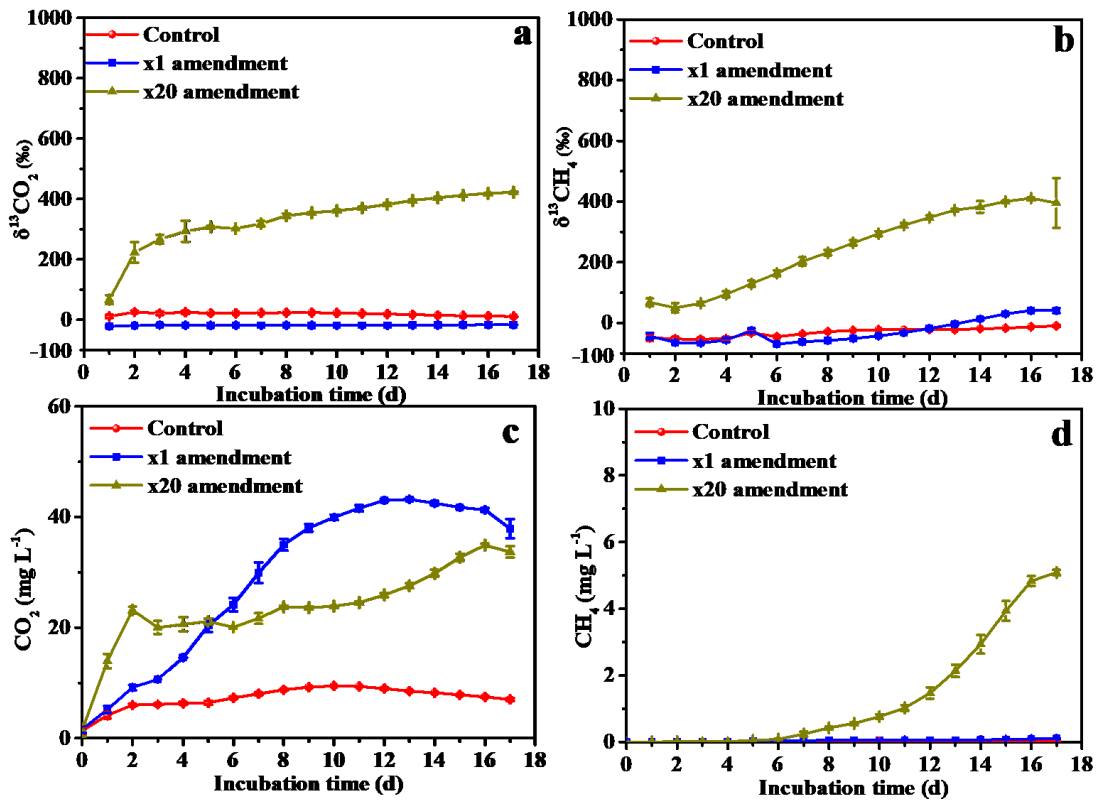 a
Control
x1 amendment
x20 amendment
δ¹³CO₂ (‰)
1000
800
600
400
200
0
-100
0 2 4 6 8 10 12 14 16 18
Incubation time (d)
b
Control
x1 amendment
x20 amendment
δ¹³CH₄ (‰)
1000
800
600
400
200
0
-100
0 2 4 6 8 10 12 14 16 18
Incubation time (d)
c
Control
x1 amendment
x20 amendment
CO₂ (mg L⁻¹)
60
40
20
0
0 2 4 6 8 10 12 14 16 18
Incubation time (d)
d
Control
x1 amendment
x20 amendment
CH₄ (mg L⁻¹)
10
8
6
4
2
0
0 2 4 6 8 10 12 14 16 18
Incubation time (d)